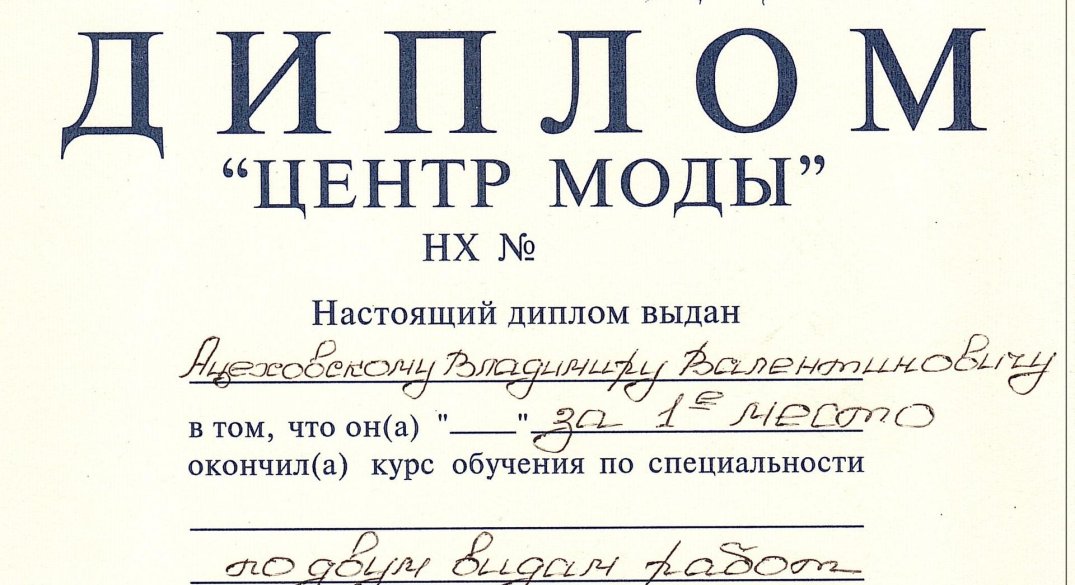 ДИПЛОМ
“ЦЕНТР МОДЫ”
НХ №
Настоящий диплом выдан
Ацеховскому Владимиру Валентиновичу
в том, что он(а) "___" за 1е место
окончил(а) курс обучения по специальности
по двум видам работ